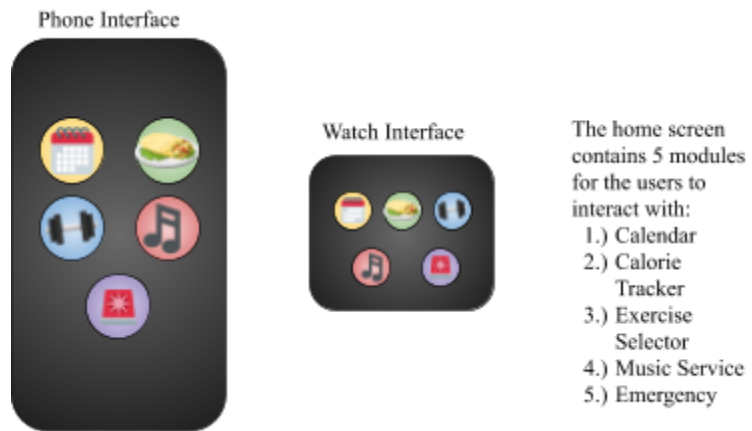 Phone Interface
Watch Interface
The home screen
contains 5 modules
for the users to
interact with:
1.) Calendar
2.) Calorie
Tracker
3.) Exercise
Selector
4.) Music Service
5.) Emergency